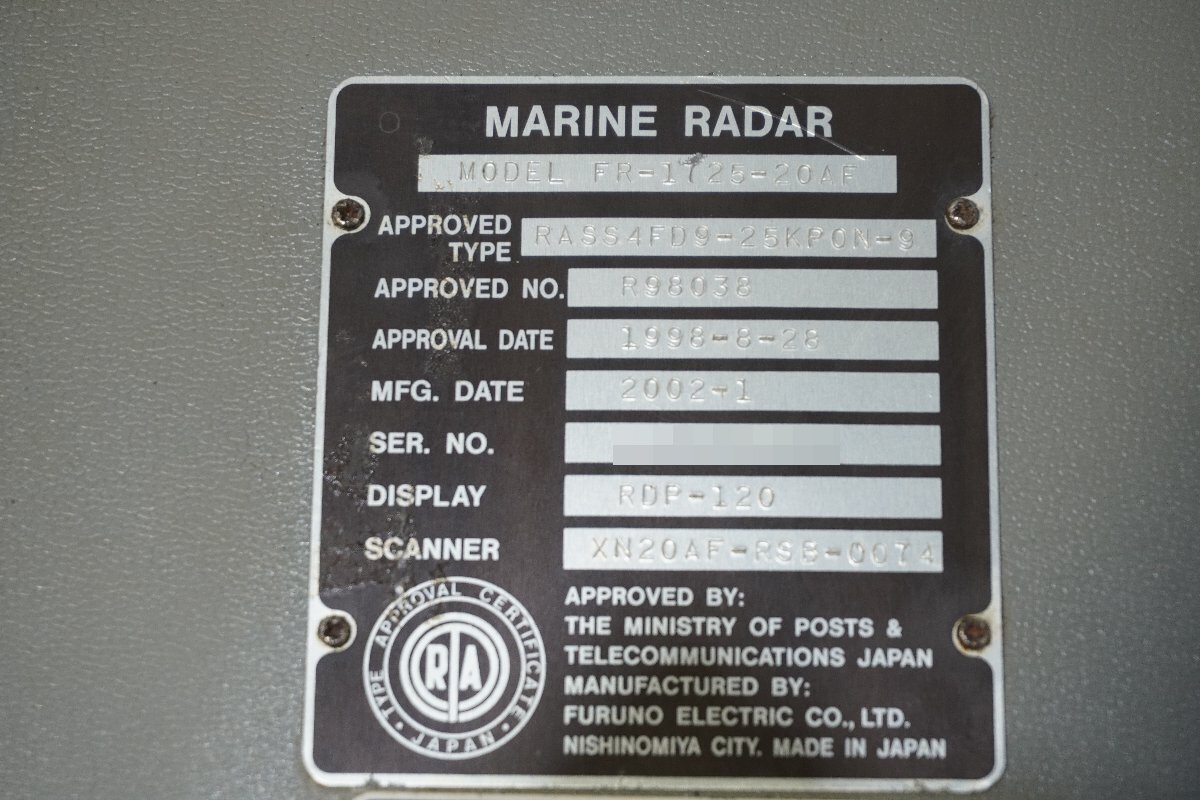 MARINE RADAR
MODEL FR-1725-20AF
APPROVED TYPE RASS4FD9-25KP0N-9
APPROVED NO. R98038
APPROVAL DATE 1998-8-28
MFG. DATE 2002-1
SER. NO.
DISPLAY RDP-120
SCANNER XN20AF-RSB-0074
TYPE APPROVAL CERTIFICATE
RTA
JAPAN
APPROVED BY:
THE MINISTRY OF POSTS &
TELECOMMUNICATIONS JAPAN
MANUFACTURED BY:
FURUNO ELECTRIC CO., LTD.
NISHINOMIYA CITY. MADE IN JAPAN